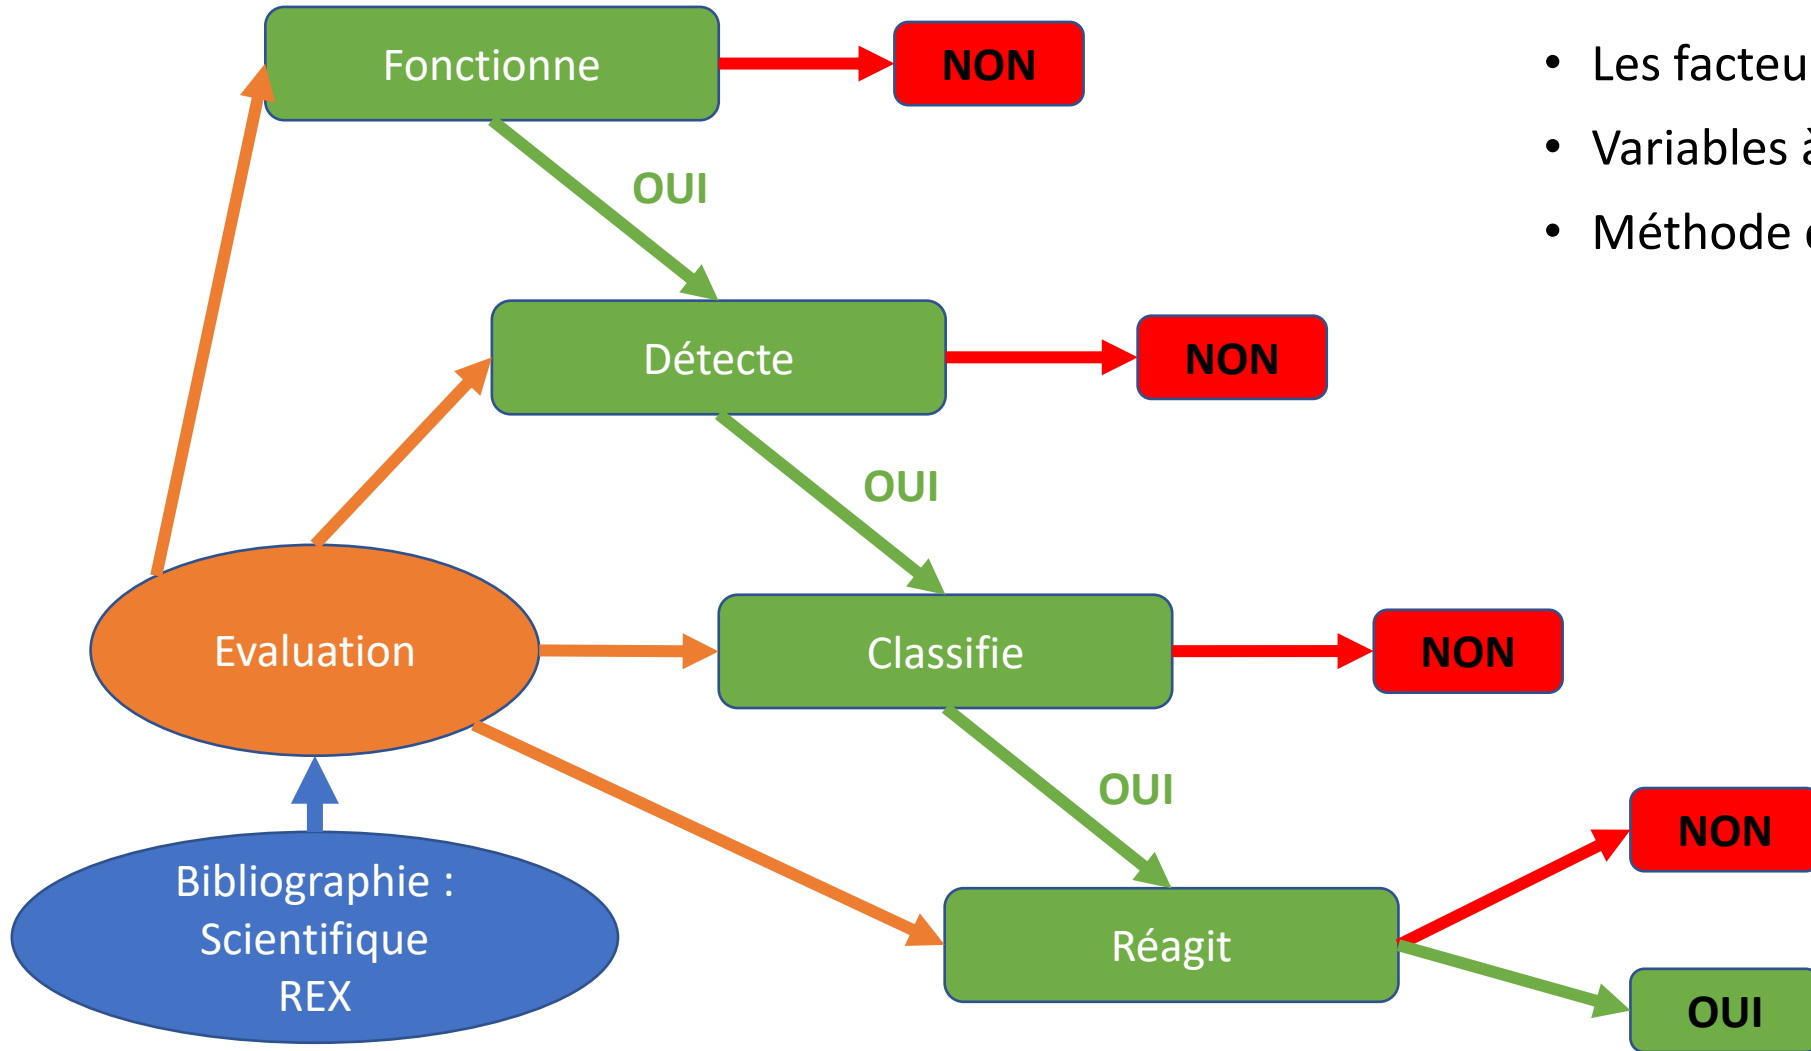 Fonctionne
NON
• Les facteu
• Variables
• Méthode
OUI
Détecte
NON
OUI
Evaluation
Classifie
NON
OUI
Bibliographie :
Scientifique
REX
NON
Réagit
OUI